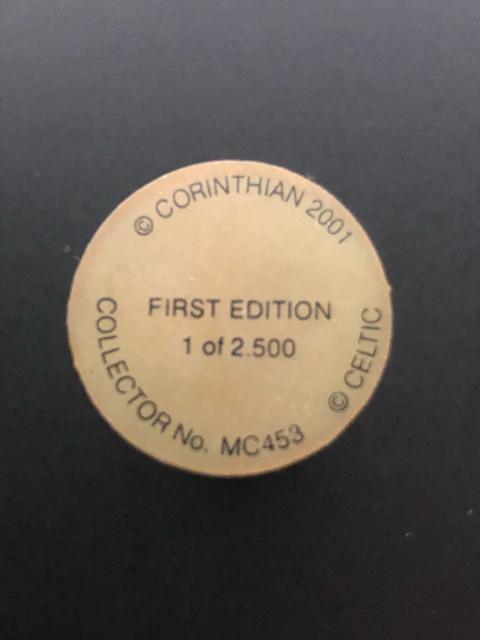 © CORINTHIAN 2001
FIRST EDITION
1 of 2.500
COLLECTOR No. MC453
© CELTIC